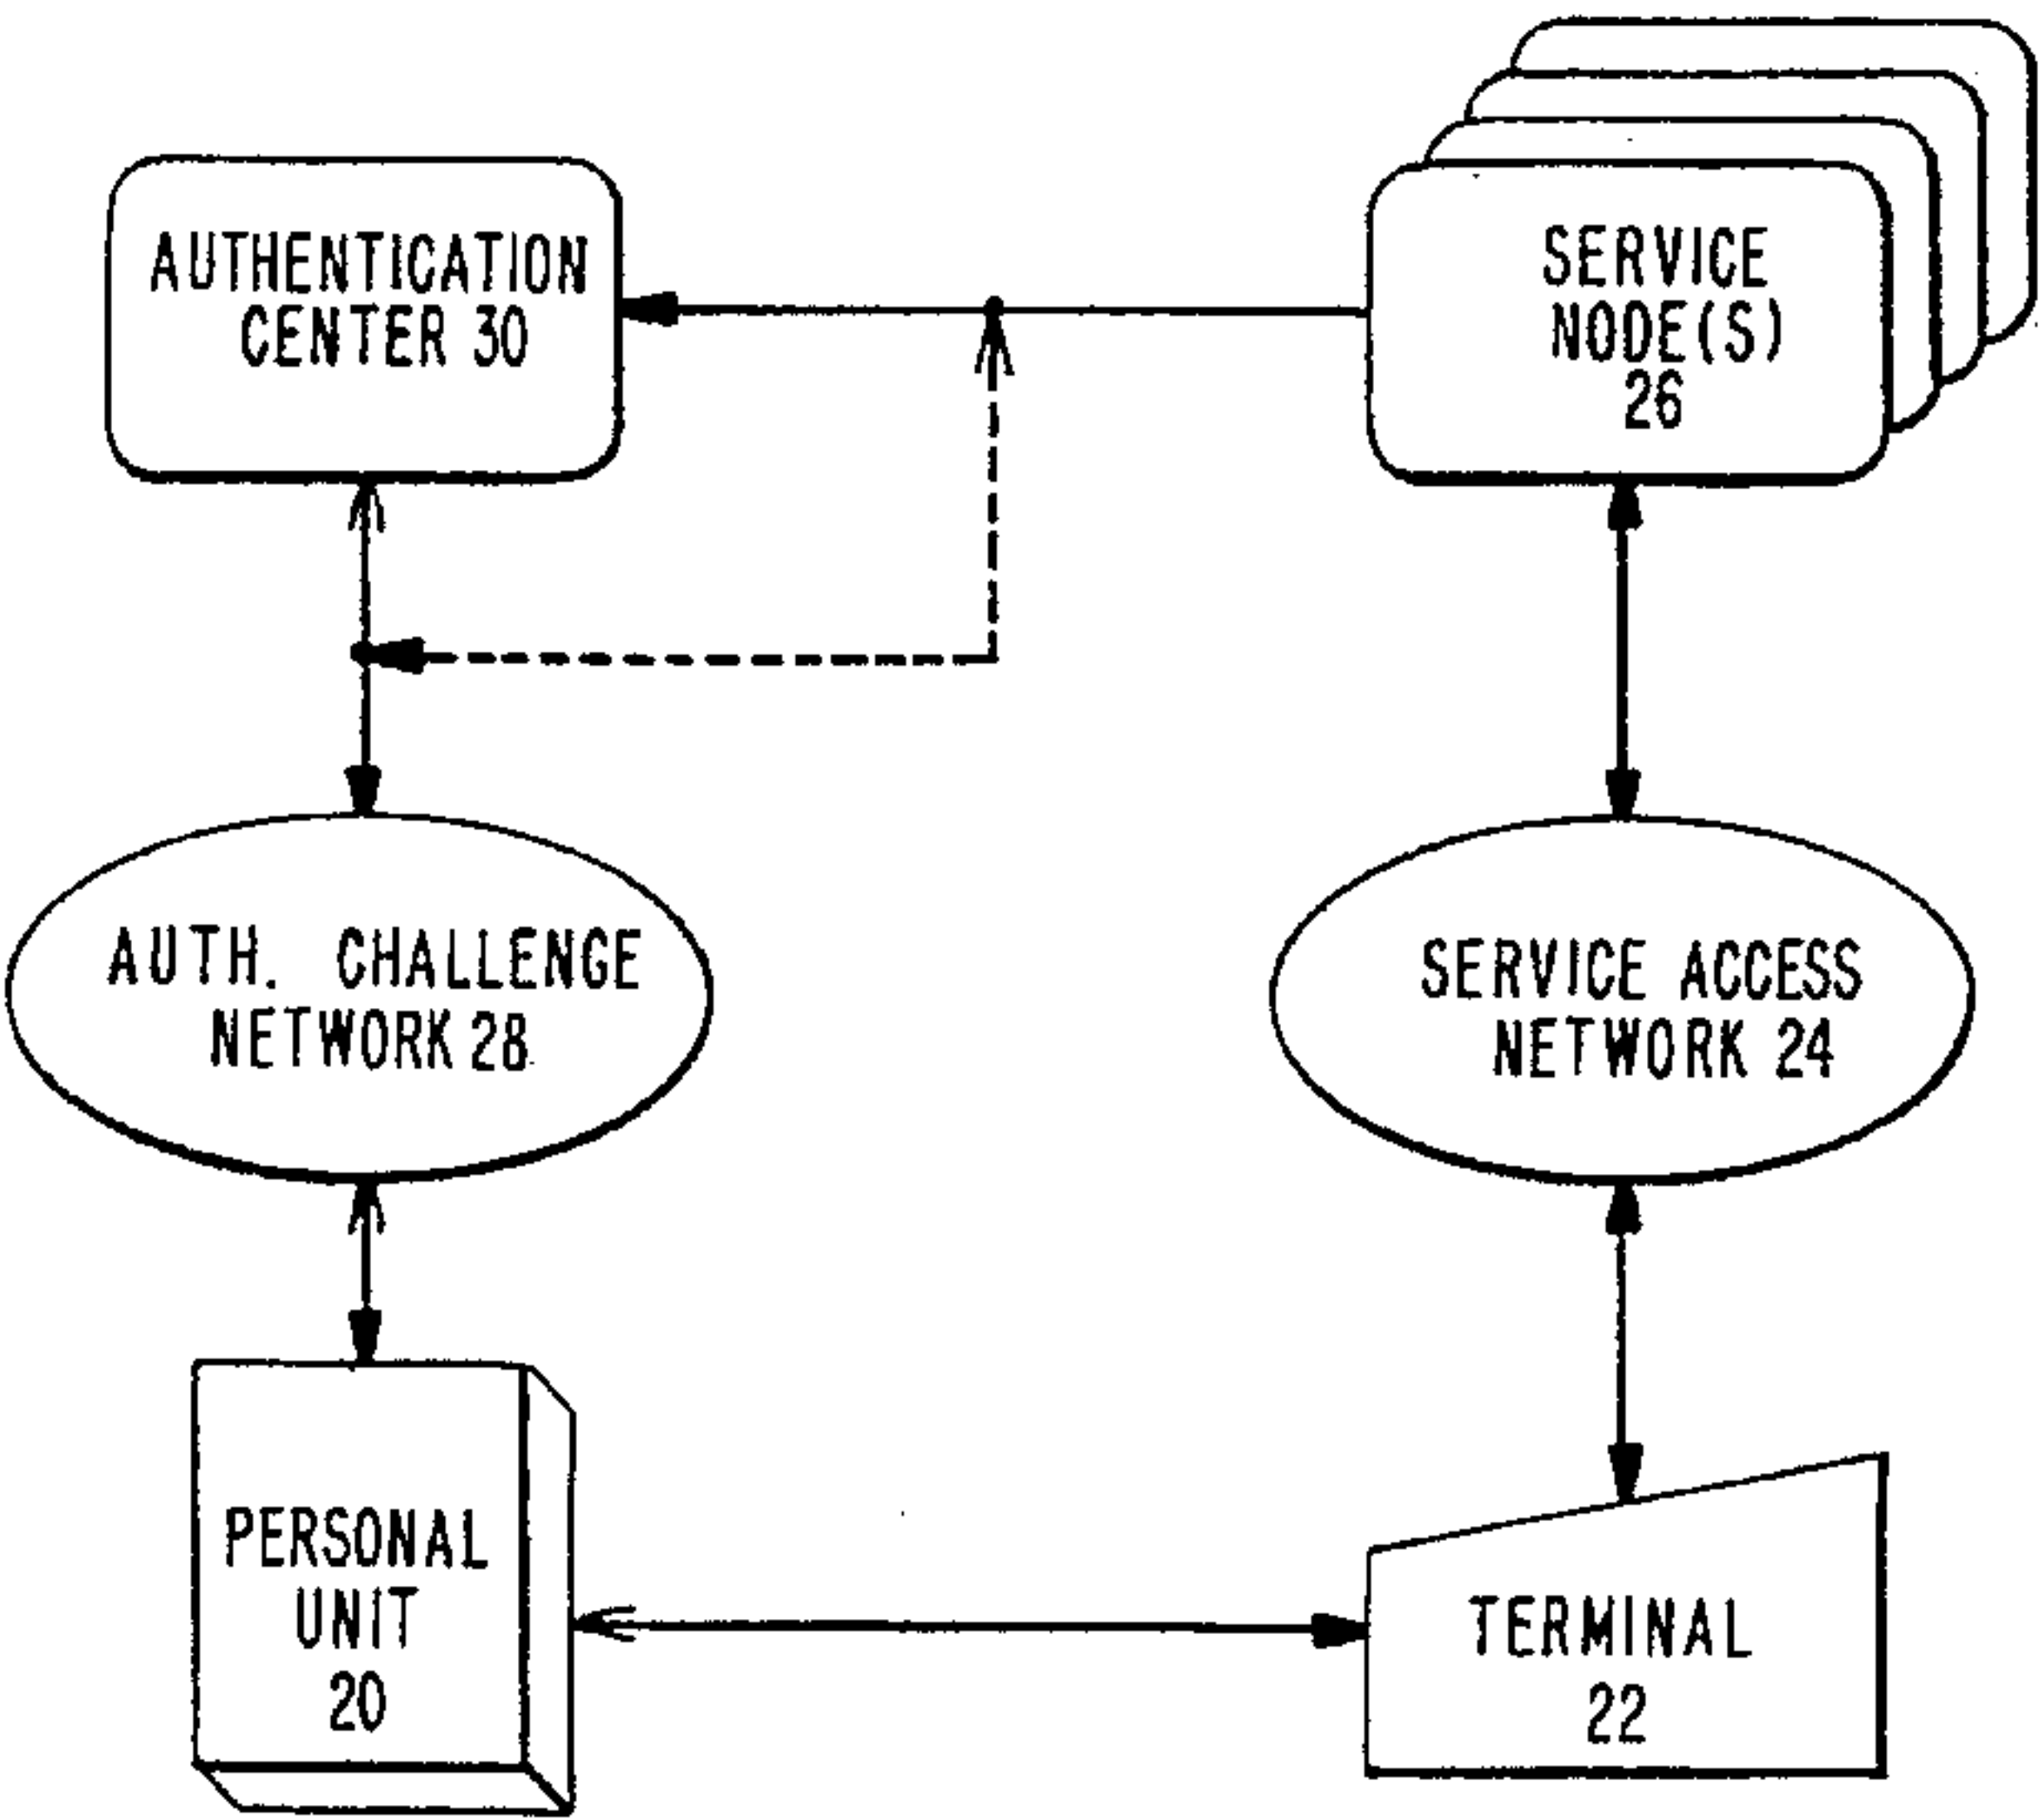 AUTHENTICATION
CENTER 30
SERVICE
NODE(S)
26
AUTH. CHALLENGE
NETWORK 28
SERVICE ACCESS
NETWORK 24
PERSONAL
UNIT
20
TERMINAL
22